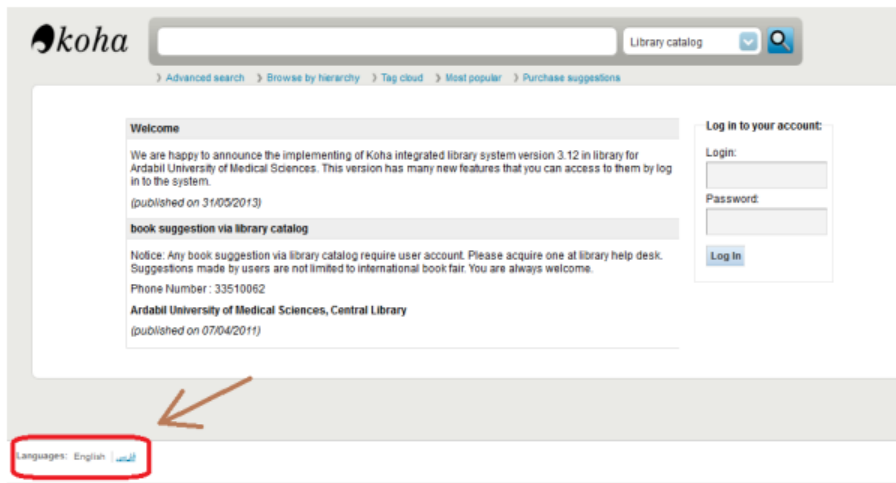 koha
Library catalog
Advanced search Browse by hierarchy Tag cloud Most popular Purchase suggestions
Welcome
We are happy to announce the implementing of Koha integrated library system version 3.12 in library for
Ardabil University of Medical Sciences. This version has many new features that you can access to them by log
in to the system.
(published on 31/05/2013)
book suggestion via library catalog
Notice: Any book suggestion via library catalog require user account. Please acquire one at library help desk.
Suggestions made by users are not limited to international book fair. You are always welcome.
Phone Number : 33510062
Ardabil University of Medical Sciences, Central Library
(published on 07/04/2011)
Log in to your account:
Login:
Password:
Log In
Languages: English | فارسی